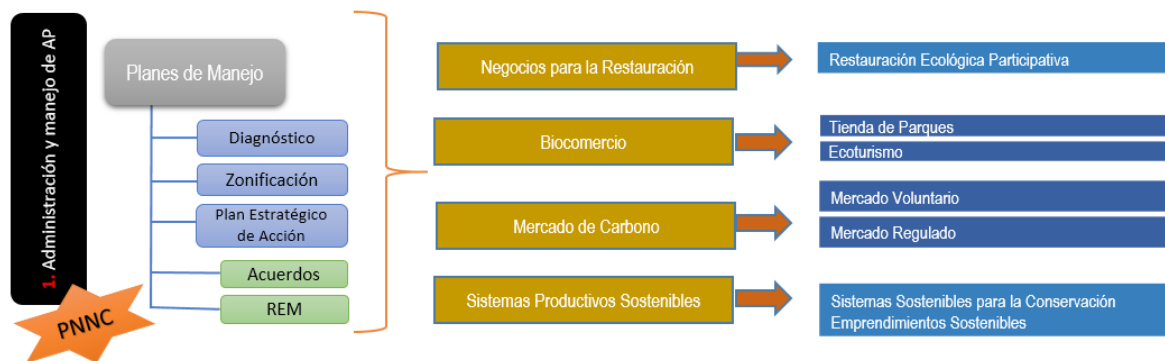 1. Administración y manejo de AP
PNNC
Planes de Manejo
Diagnóstico
Zonificación
Plan Estratégico
de Acción
Acuerdos
REM
Negocios para la Restauración
Restauración Ecológica Participativa
Biocomercio
Tienda de Parques
Ecoturismo
Mercado de Carbono
Mercado Voluntario
Mercado Regulado
Sistemas Productivos Sostenibles
Sistemas Sostenibles para la Conservación
Emprendimientos Sostenibles